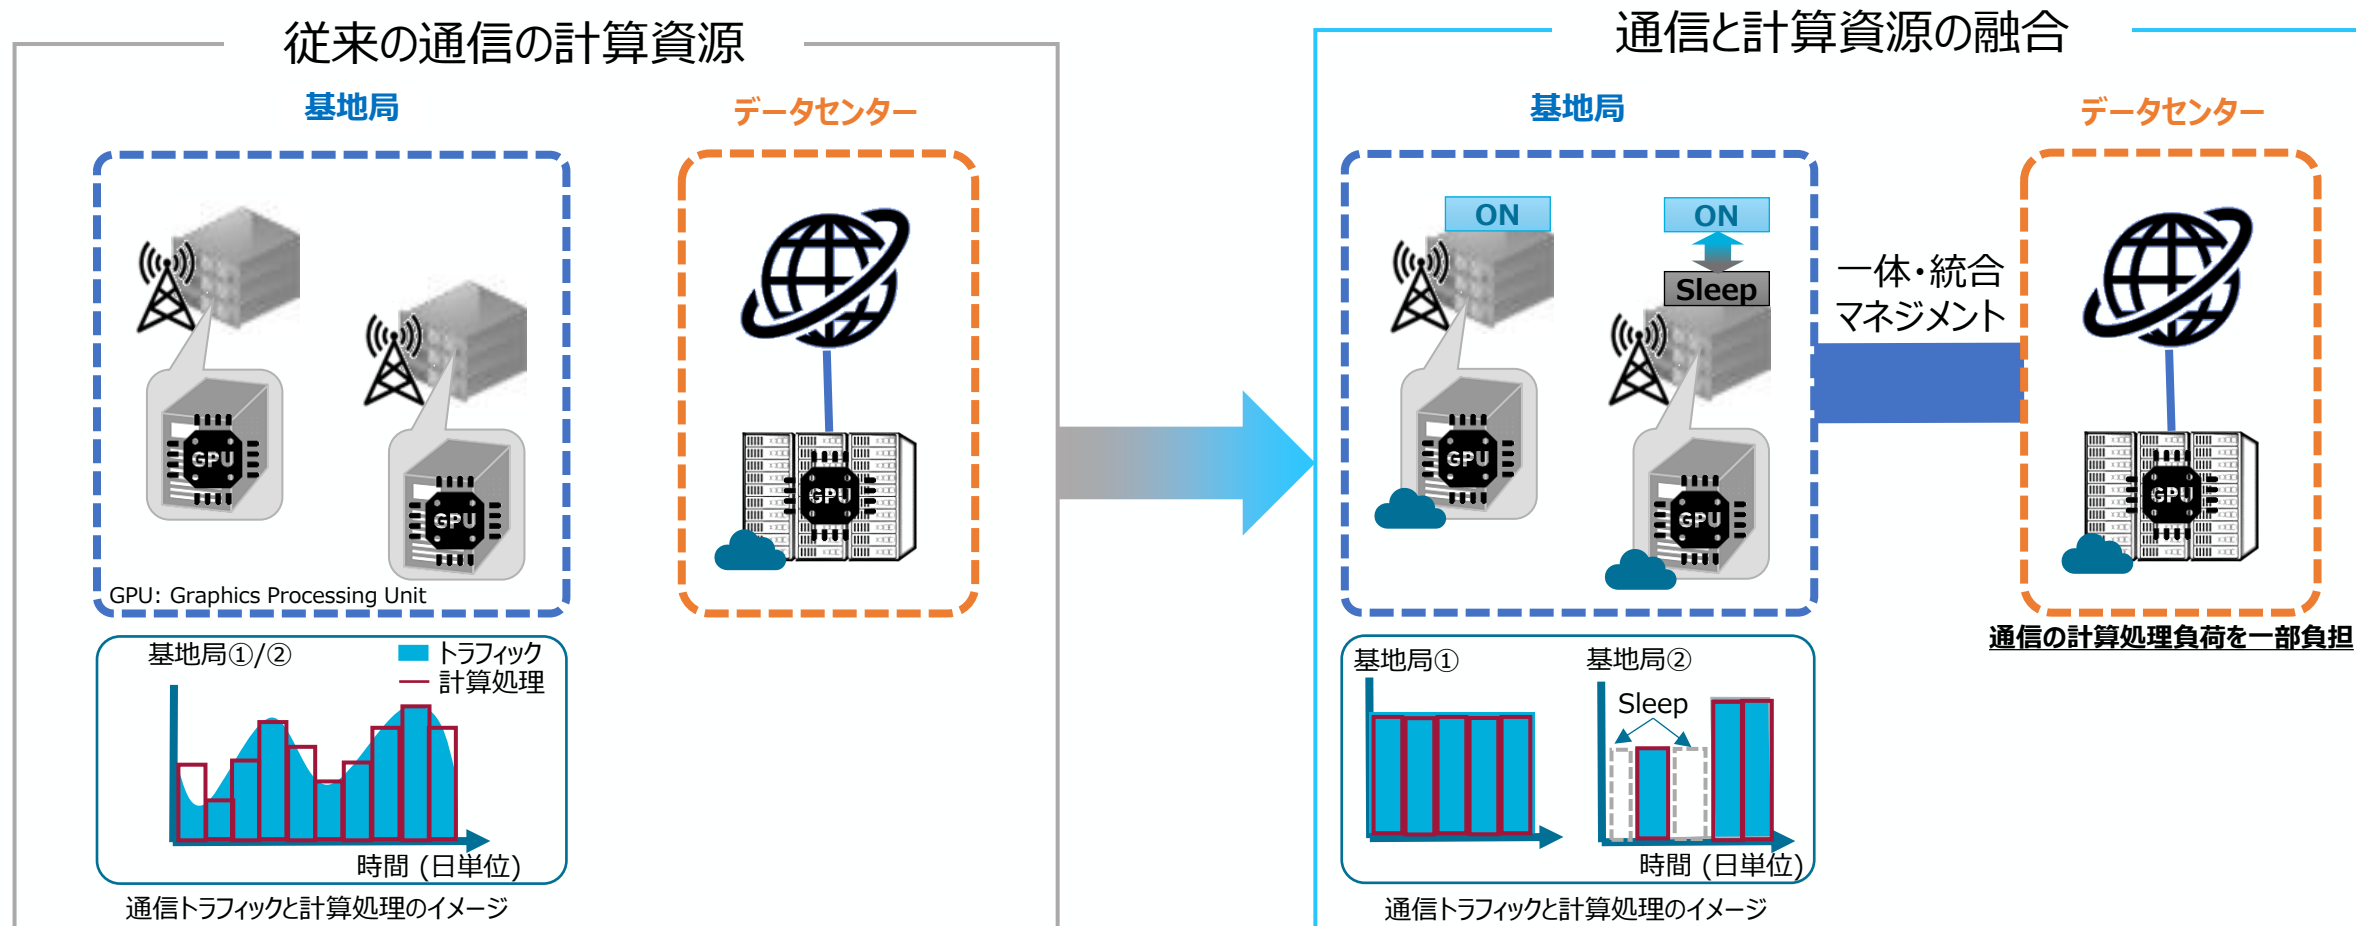 従来の通信の計算資源
基地局
データセンター
GPU
GPU
GPU
GPU: Graphics Processing Unit
基地局①/②
トラフィック
計算処理
時間 (日単位)
通信トラフィックと計算処理のイメージ
通信と計算資源の融合
基地局
データセンター
ON
ON
Sleep
一体・統合
マネジメント
GPU
GPU
GPU
通信の計算処理負荷を一部負担
基地局①
基地局②
Sleep
時間 (日単位)
通信トラフィックと計算処理のイメージ